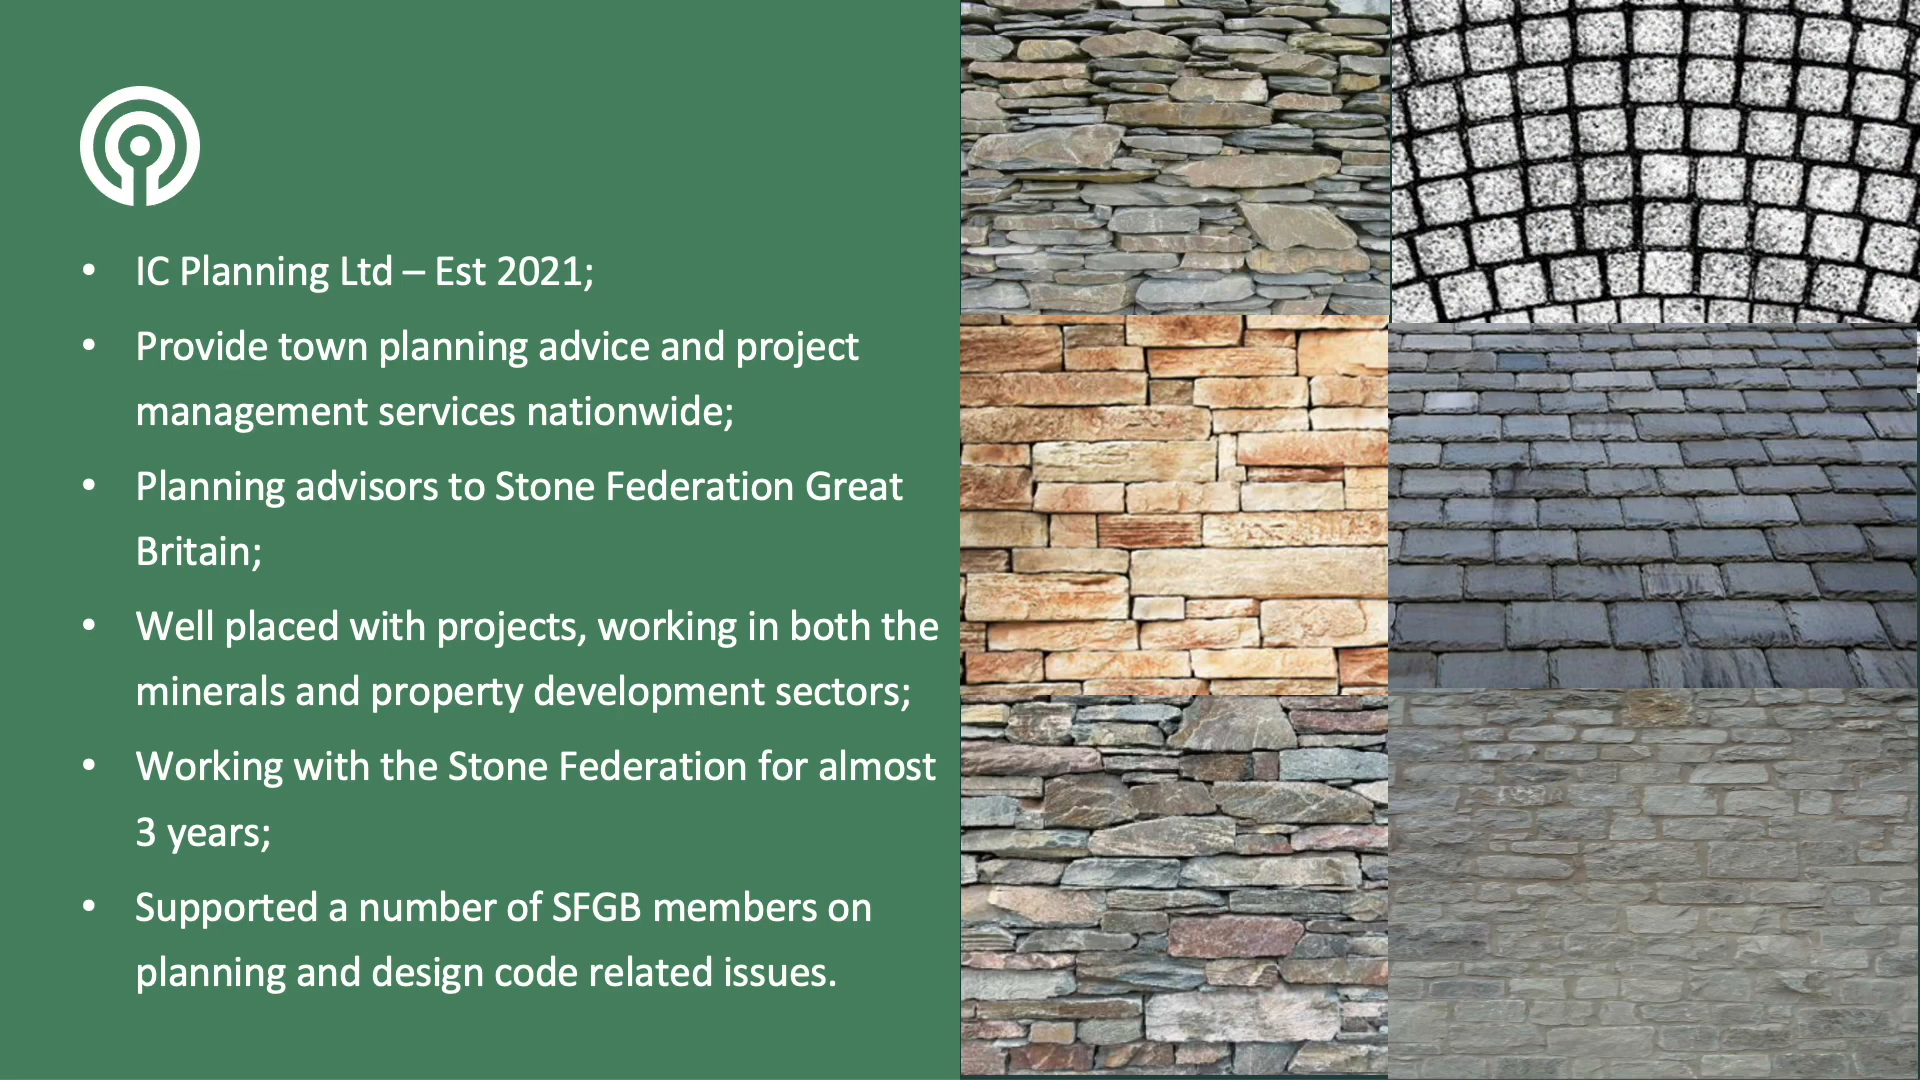 • IC Planning Ltd – Est 2021;
• Provide town planning advice and project
management services nationwide;
• Planning advisors to Stone Federation Great
Britain;
• Well placed with projects, working in both the
minerals and property development sectors;
• Working with the Stone Federation for almost
3 years;
• Supported a number of SFGB members on
planning and design code related issues.